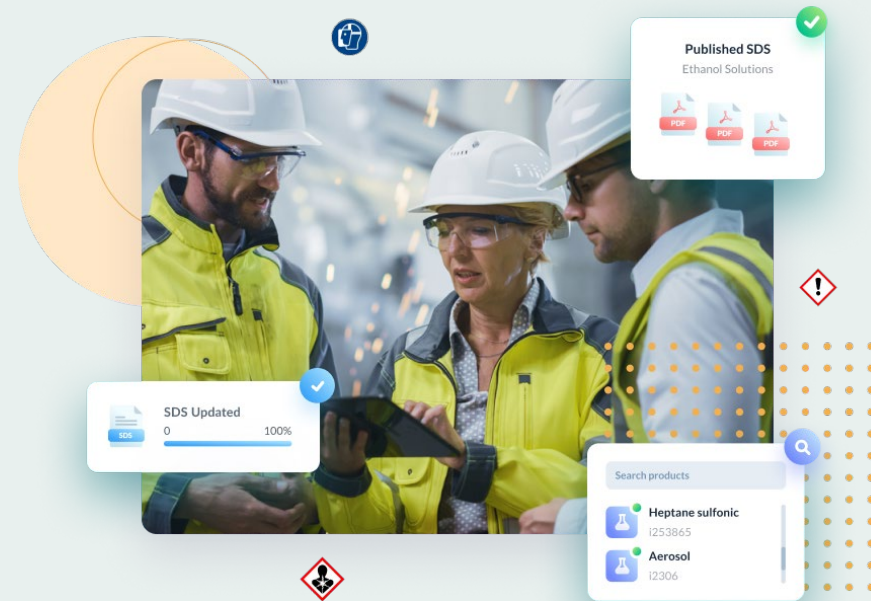 Published SDS
Ethanol Solutions
PDF
PDF
PDF
SDS Updated
0 100%
SDS
Search products
Heptane sulfonic
i253865
Aerosol
i2306